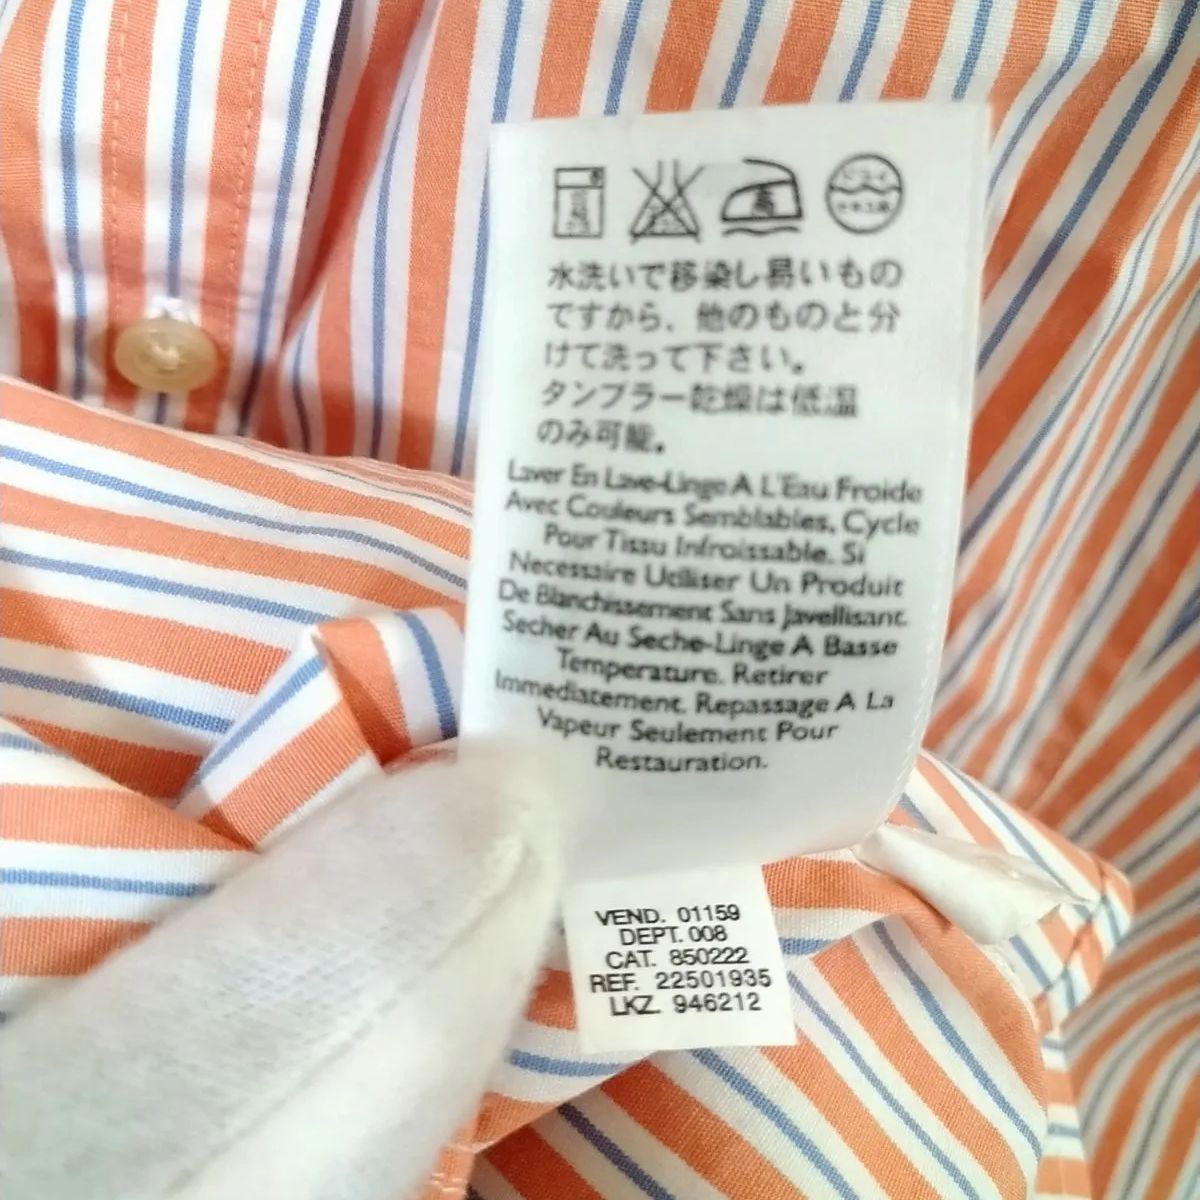 水洗いで移染し易いもの
ですから、他のものと分
けて洗って下さい。
タンブラー乾燥は低温
のみ可能。
Laver En Lave-Linge A L'Eau Froide
Avec Couleurs Semblables. Cycle
Pour Tissu Infroissable. Si
Necessaire Utiliser Un Produit
De Blanchissement Sans Javellisant.
Secher Au Seche-Linge A Basse
Temperature. Retirer
Immediatement. Repassage A La
Vapeur Seulement Pour
Restauration.
VEND. 01159
DEPT. 008
CAT. 850222
REF. 22501935
LKZ. 946212